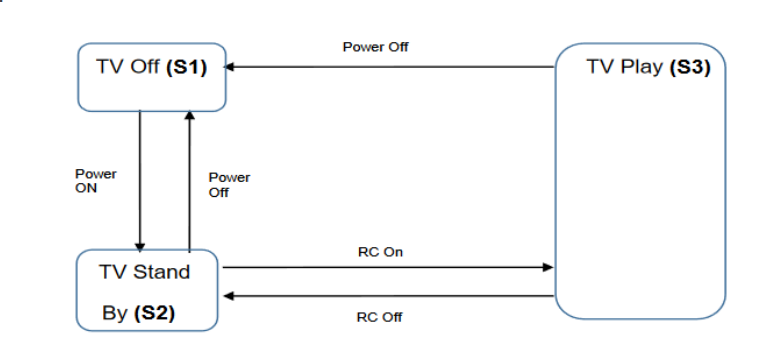 Power Off
TV Off (S1)
TV Play (S3)
Power
ON
Power
Off
RC On
TV Stand
By (S2)
RC Off